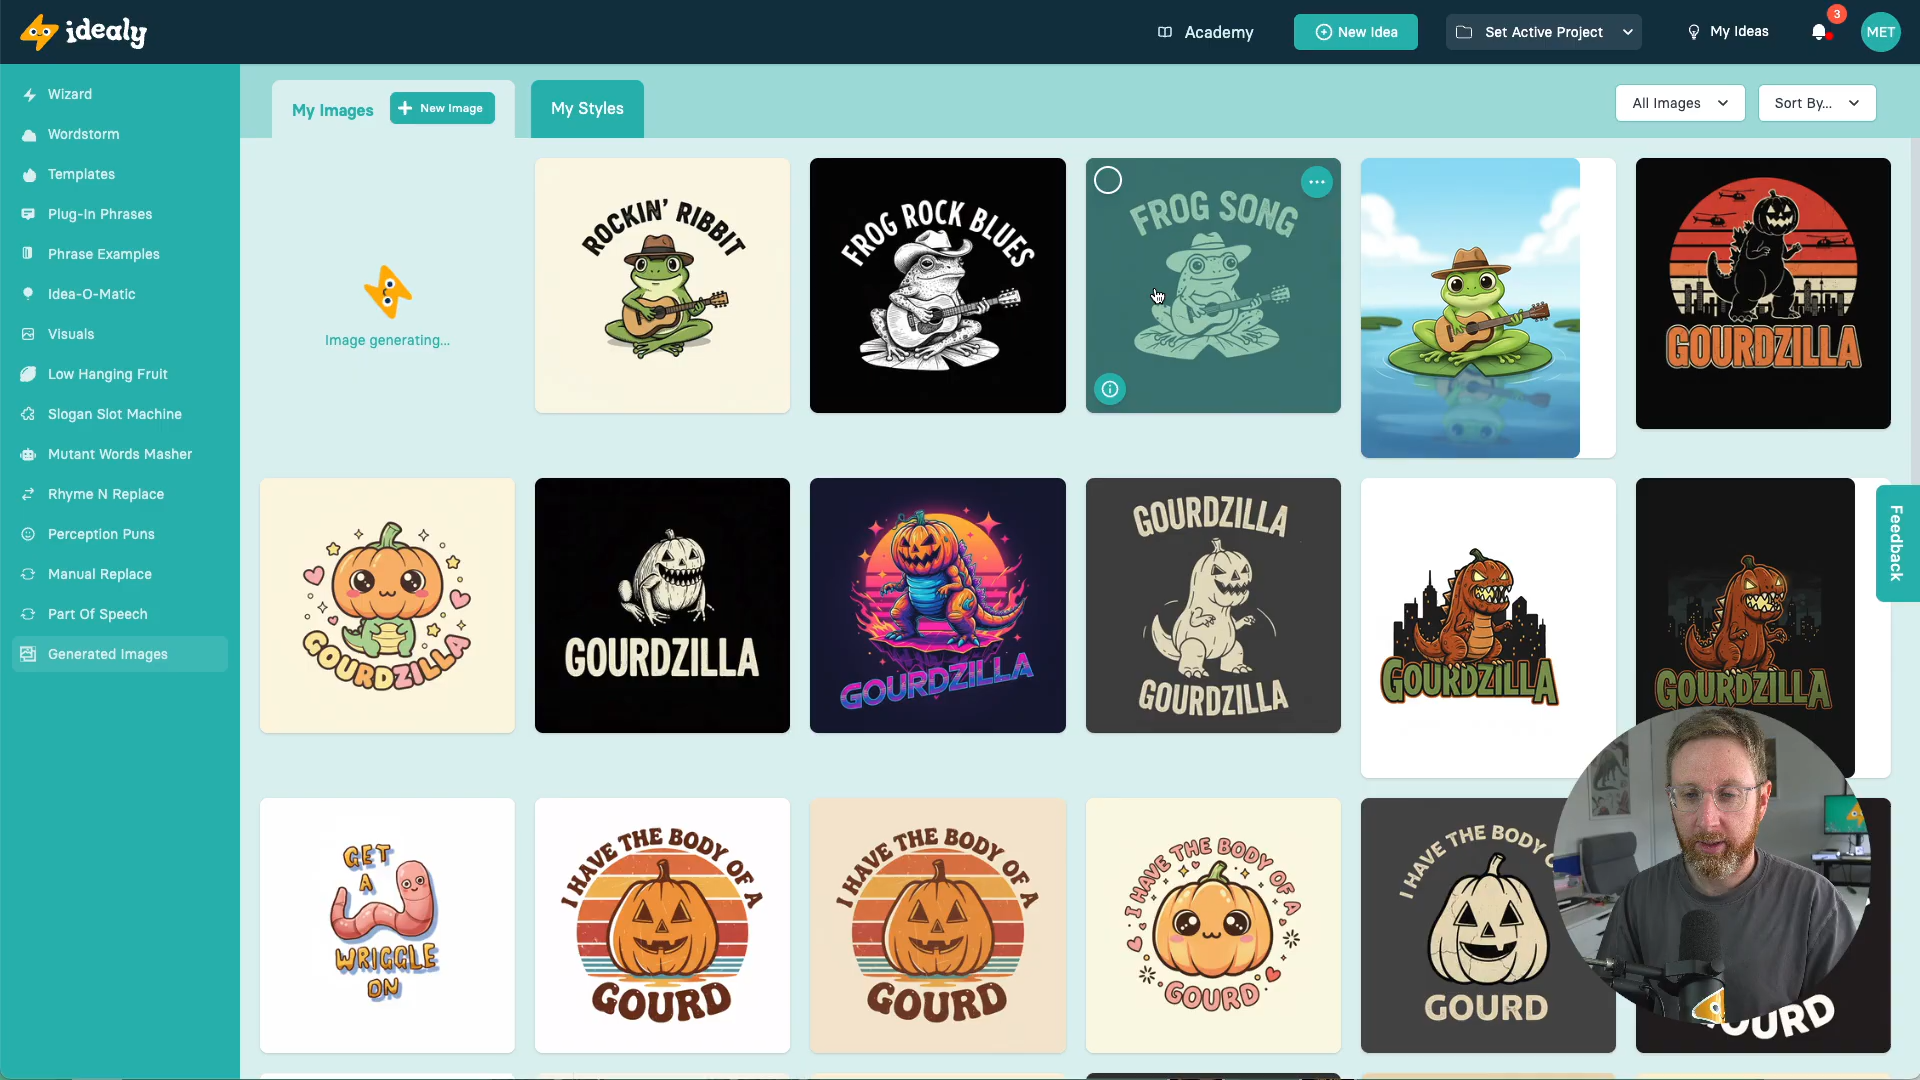 idealy
Academy
New Idea
Set Active Project
My Ideas
3
MET
Wizard
Wordstorm
Templates
Plug-In Phrases
Phrase Examples
Idea-O-Matic
Visuals
Low Hanging Fruit
Slogan Slot Machine
Mutant Words Masher
Rhyme N Replace
Perception Puns
Manual Replace
Part Of Speech
Generated Images
My Images
New Image
My Styles
All Images
Sort By...
Image generating...
ROCKIN' RIBBIT
FROG ROCK BLUES
FROG SONG
GOURDZILLA
GOURDZILLA
GOURDZILLA
GOURDZILLA
GOURDZILLA
GOURDZILLA
GOURDZILLA
GOURDZILLA
Feedback
GET
A
WRIGGLE
ON
I HAVE THE BODY OF A
GOURD
I HAVE THE BODY OF A
GOURD
I HAVE THE BODY OF A
GOURD
I HAVE THE BODY O
GOURD
OURD